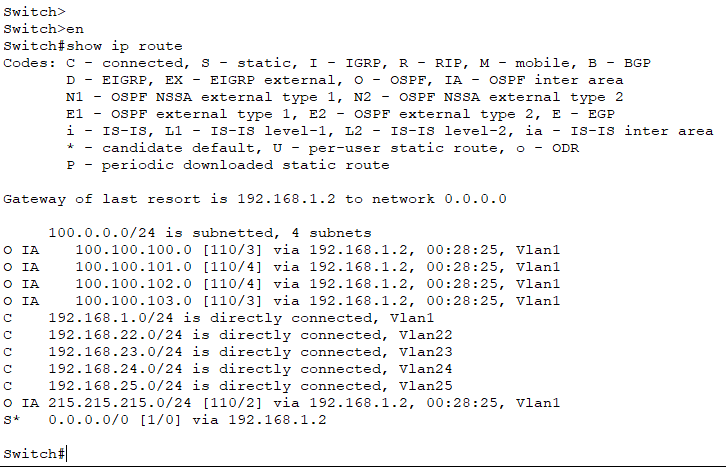 Switch>
Switch>en
Switch#show ip route
Codes: C - connected, S - static, I - IGRP, R - RIP, M - mobile, B - BGP
       D - EIGRP, EX - EIGRP external, O - OSPF, IA - OSPF inter area
       N1 - OSPF NSSA external type 1, N2 - OSPF NSSA external type 2
       E1 - OSPF external type 1, E2 - OSPF external type 2, E - EGP
       i - IS-IS, L1 - IS-IS level-1, L2 - IS-IS level-2, ia - IS-IS inter area
       * - candidate default, U - per-user static route, o - ODR
       P - periodic downloaded static route

Gateway of last resort is 192.168.1.2 to network 0.0.0.0

     100.0.0.0/24 is subnetted, 4 subnets
O IA    100.100.100.0 [110/3] via 192.168.1.2, 00:28:25, Vlan1
O IA    100.100.101.0 [110/4] via 192.168.1.2, 00:28:25, Vlan1
O IA    100.100.102.0 [110/4] via 192.168.1.2, 00:28:25, Vlan1
O IA    100.100.103.0 [110/3] via 192.168.1.2, 00:28:25, Vlan1
C    192.168.1.0/24 is directly connected, Vlan1
C    192.168.22.0/24 is directly connected, Vlan22
C    192.168.23.0/24 is directly connected, Vlan23
C    192.168.24.0/24 is directly connected, Vlan24
C    192.168.25.0/24 is directly connected, Vlan25
O IA 215.215.215.0/24 [110/2] via 192.168.1.2, 00:28:25, Vlan1
S*   0.0.0.0/0 [1/0] via 192.168.1.2

Switch#